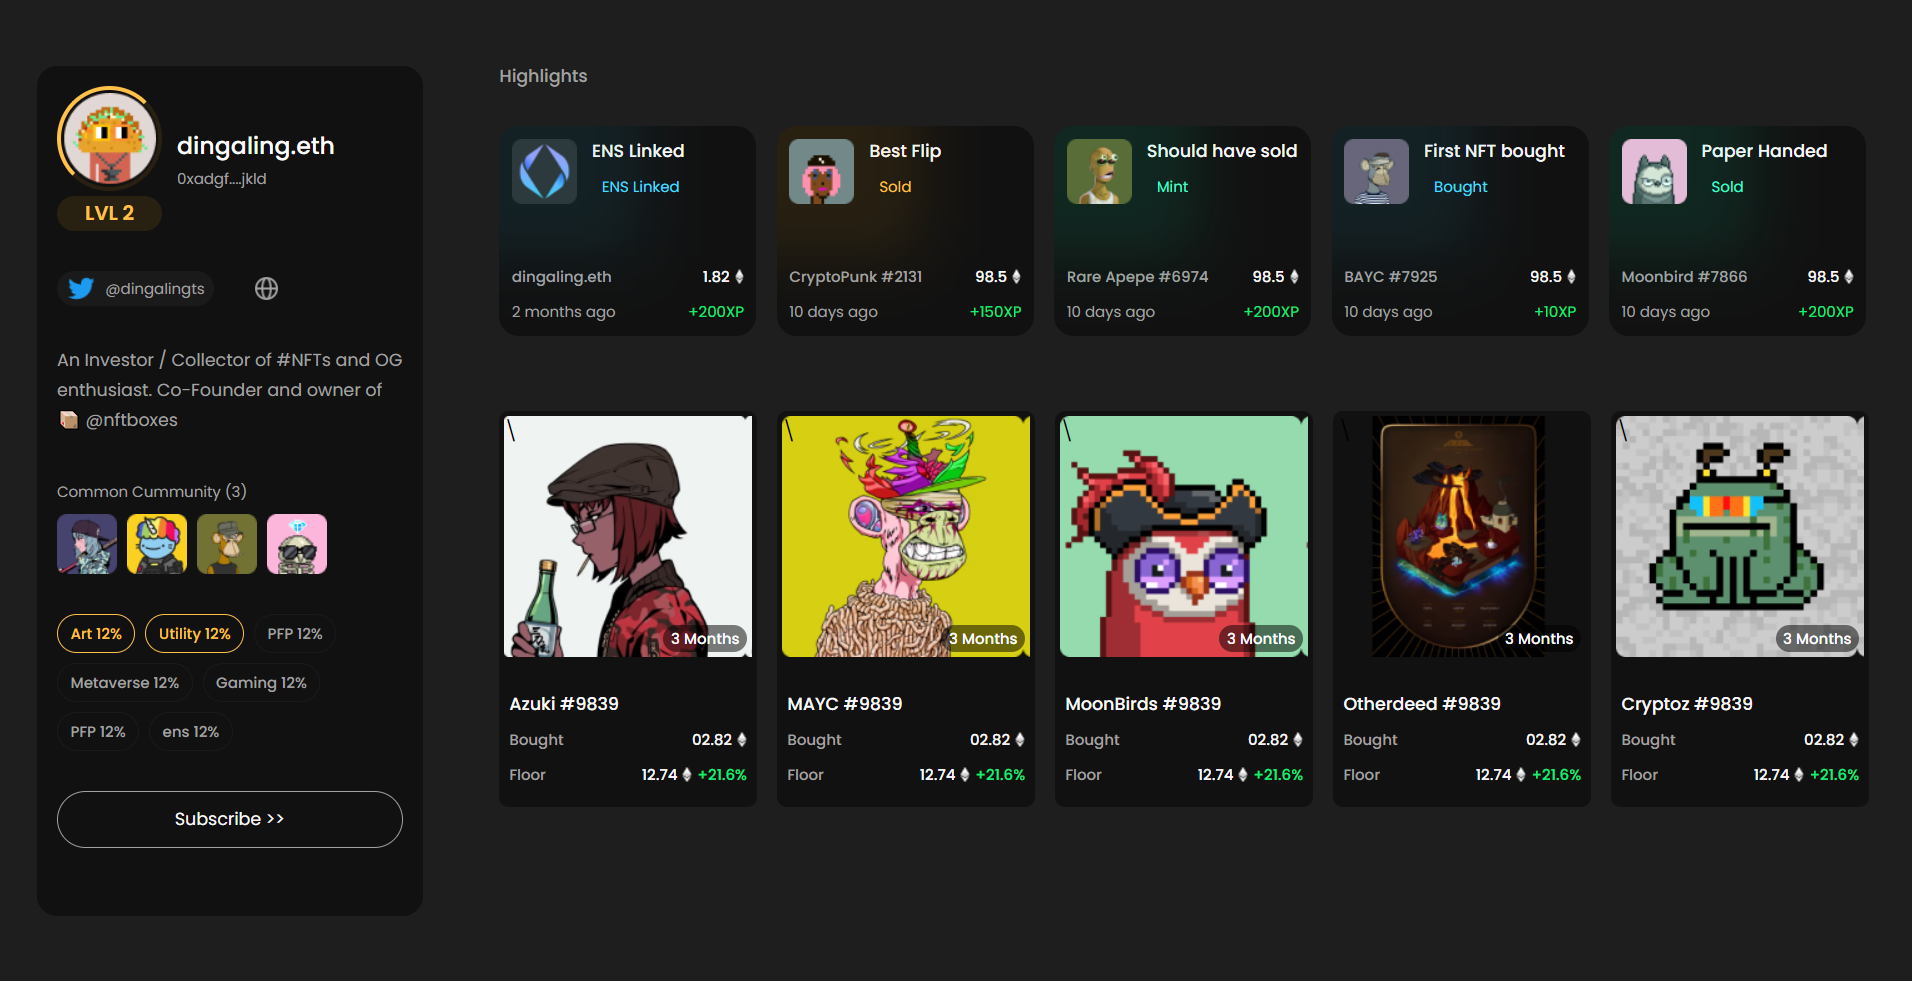 dingaling.eth
0xadgf....jkld
LVL 2
@dingalingts
An Investor / Collector of #NFTs and OG
enthusiast. Co-Founder and owner of
@nftboxes
Common Cummunity (3)
Art 12% Utility 12% PFP 12%
Metaverse 12% Gaming 12%
PFP 12% ens 12%
Subscribe >>
Highlights
ENS Linked
ENS Linked
dingaling.eth 1.82
2 months ago +200XP
Best Flip
Sold
CryptoPunk #2131 98.5
10 days ago +150XP
Should have sold
Mint
Rare Apepe #6974 98.5
10 days ago +200XP
First NFT bought
Bought
BAYC #7925 98.5
10 days ago +10XP
Paper Handed
Sold
Moonbird #7866 98.5
10 days ago +200XP
\
3 Months
Azuki #9839
Bought 02.82
Floor 12.74 +21.6%
\
3 Months
MAYC #9839
Bought 02.82
Floor 12.74 +21.6%
\
3 Months
MoonBirds #9839
Bought 02.82
Floor 12.74 +21.6%
\
3 Months
Otherdeed #9839
Bought 02.82
Floor 12.74 +21.6%
\
3 Months
Cryptoz #9839
Bought 02.82
Floor 12.74 +21.6%